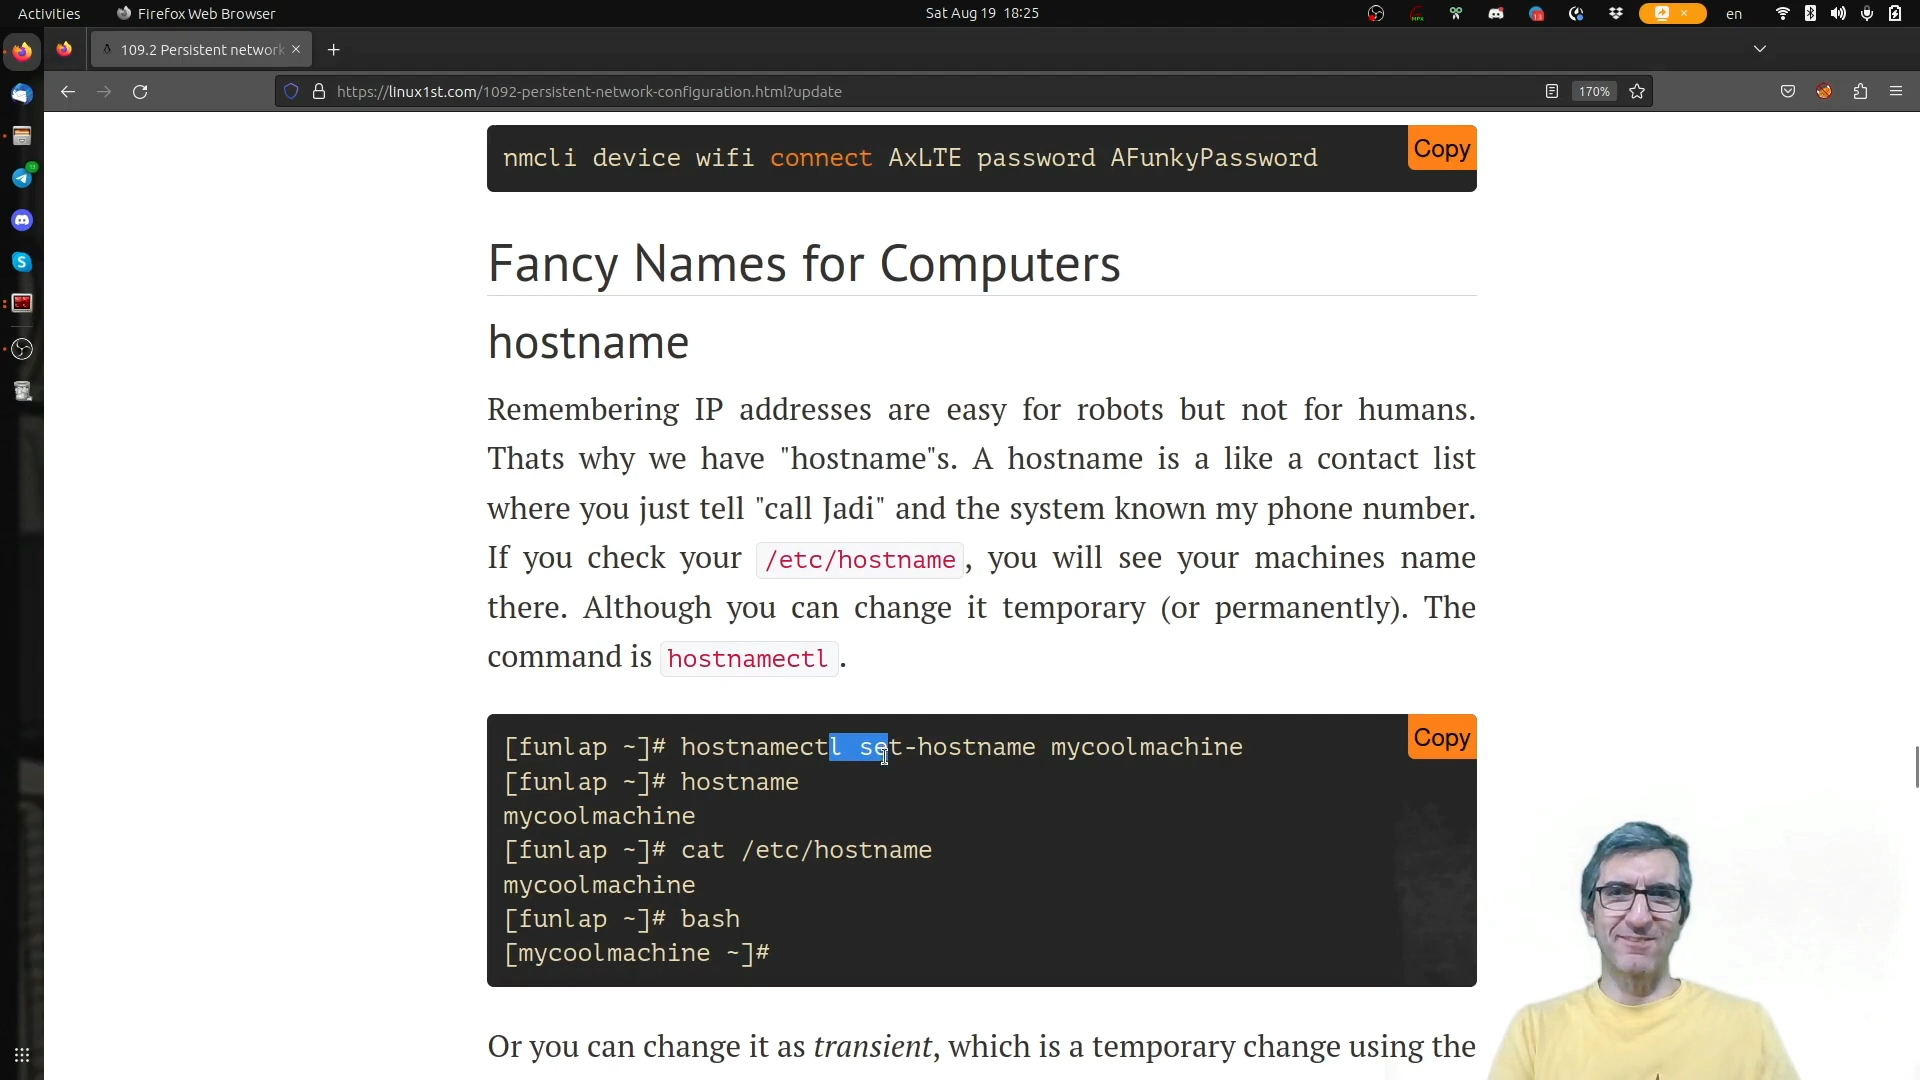 Activities
Firefox Web Browser
Sat Aug 19 18:25
en
109.2 Persistent network
https://linux1st.com/1092-persistent-network-configuration.html?update
170%
nmcli device wifi connect AxLTE password AFunkyPassword
Copy
Fancy Names for Computers
hostname
Remembering IP addresses are easy for robots but not for humans.
Thats why we have "hostname"s. A hostname is a like a contact list
where you just tell "call Jadi" and the system known my phone number.
If you check your /etc/hostname, you will see your machines name
there. Although you can change it temporary (or permanently). The
command is hostnamectl.
Copy
[funlap ~]# hostnamectl set-hostname mycoolmachine
[funlap ~]# hostname
mycoolmachine
[funlap ~]# cat /etc/hostname
mycoolmachine
[funlap ~]# bash
[mycoolmachine ~]#
Or you can change it as transient, which is a temporary change using the